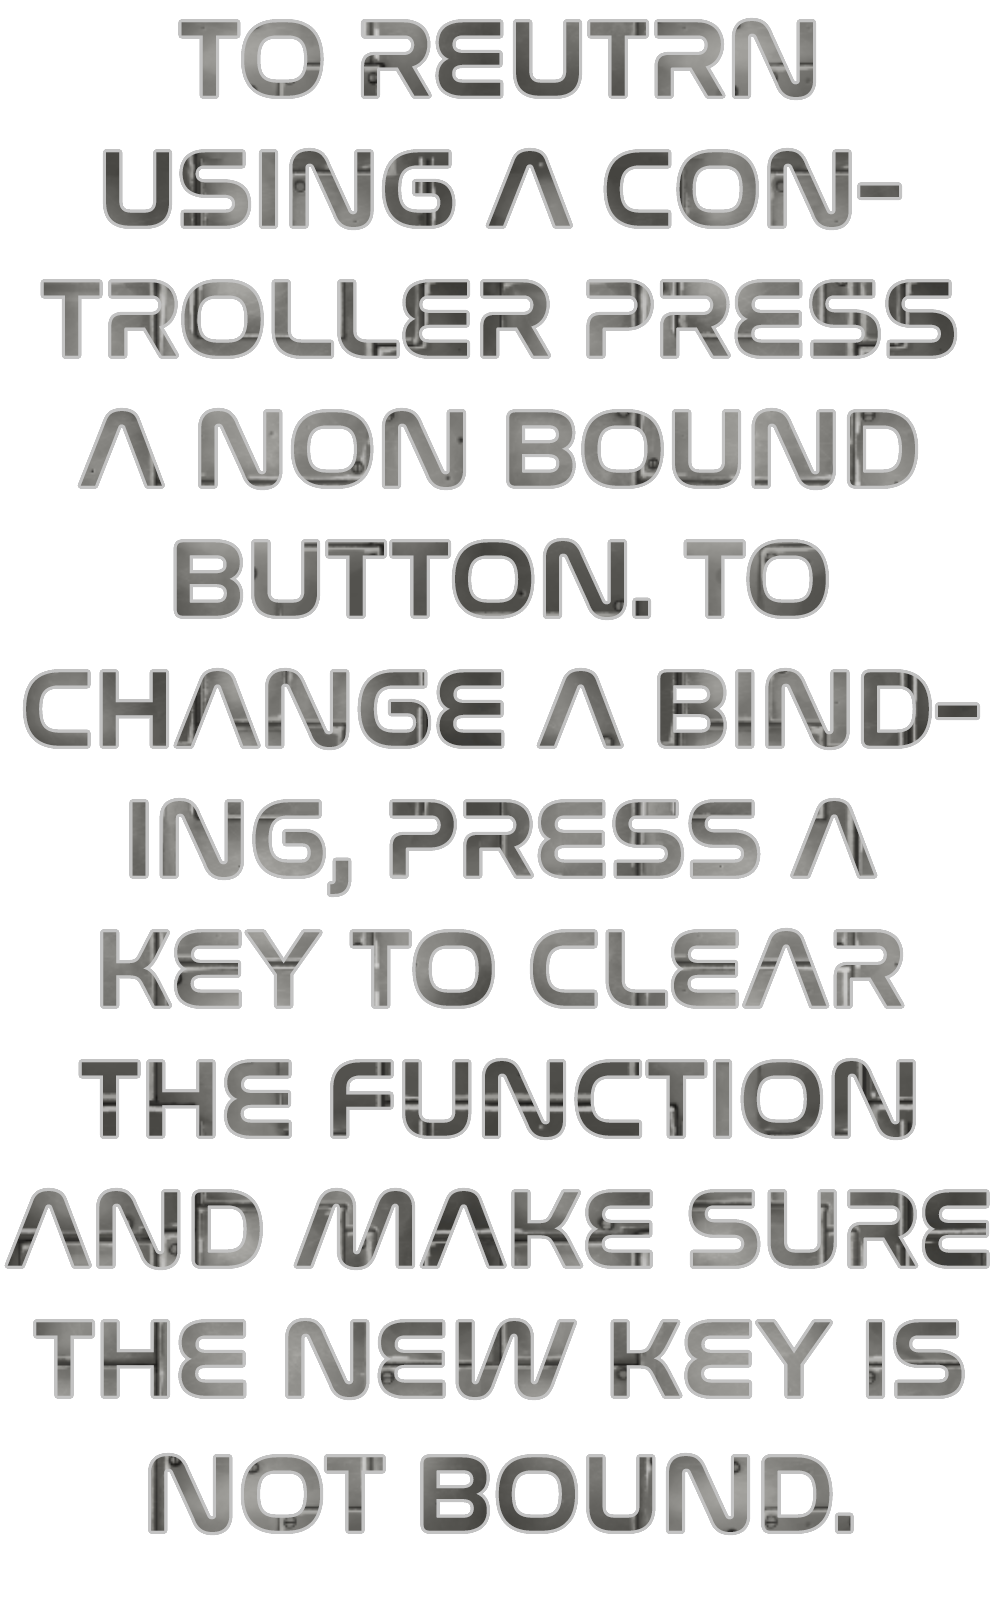 TO REUTRN
USING A CON-
TROLLER PRESS
A NON BOUND
BUTTON. TO
CHANGE A BIND-
ING, PRESS A
KEY TO CLEAR
THE FUNCTION
AND MAKE SURE
THE NEW KEY IS
NOT BOUND.